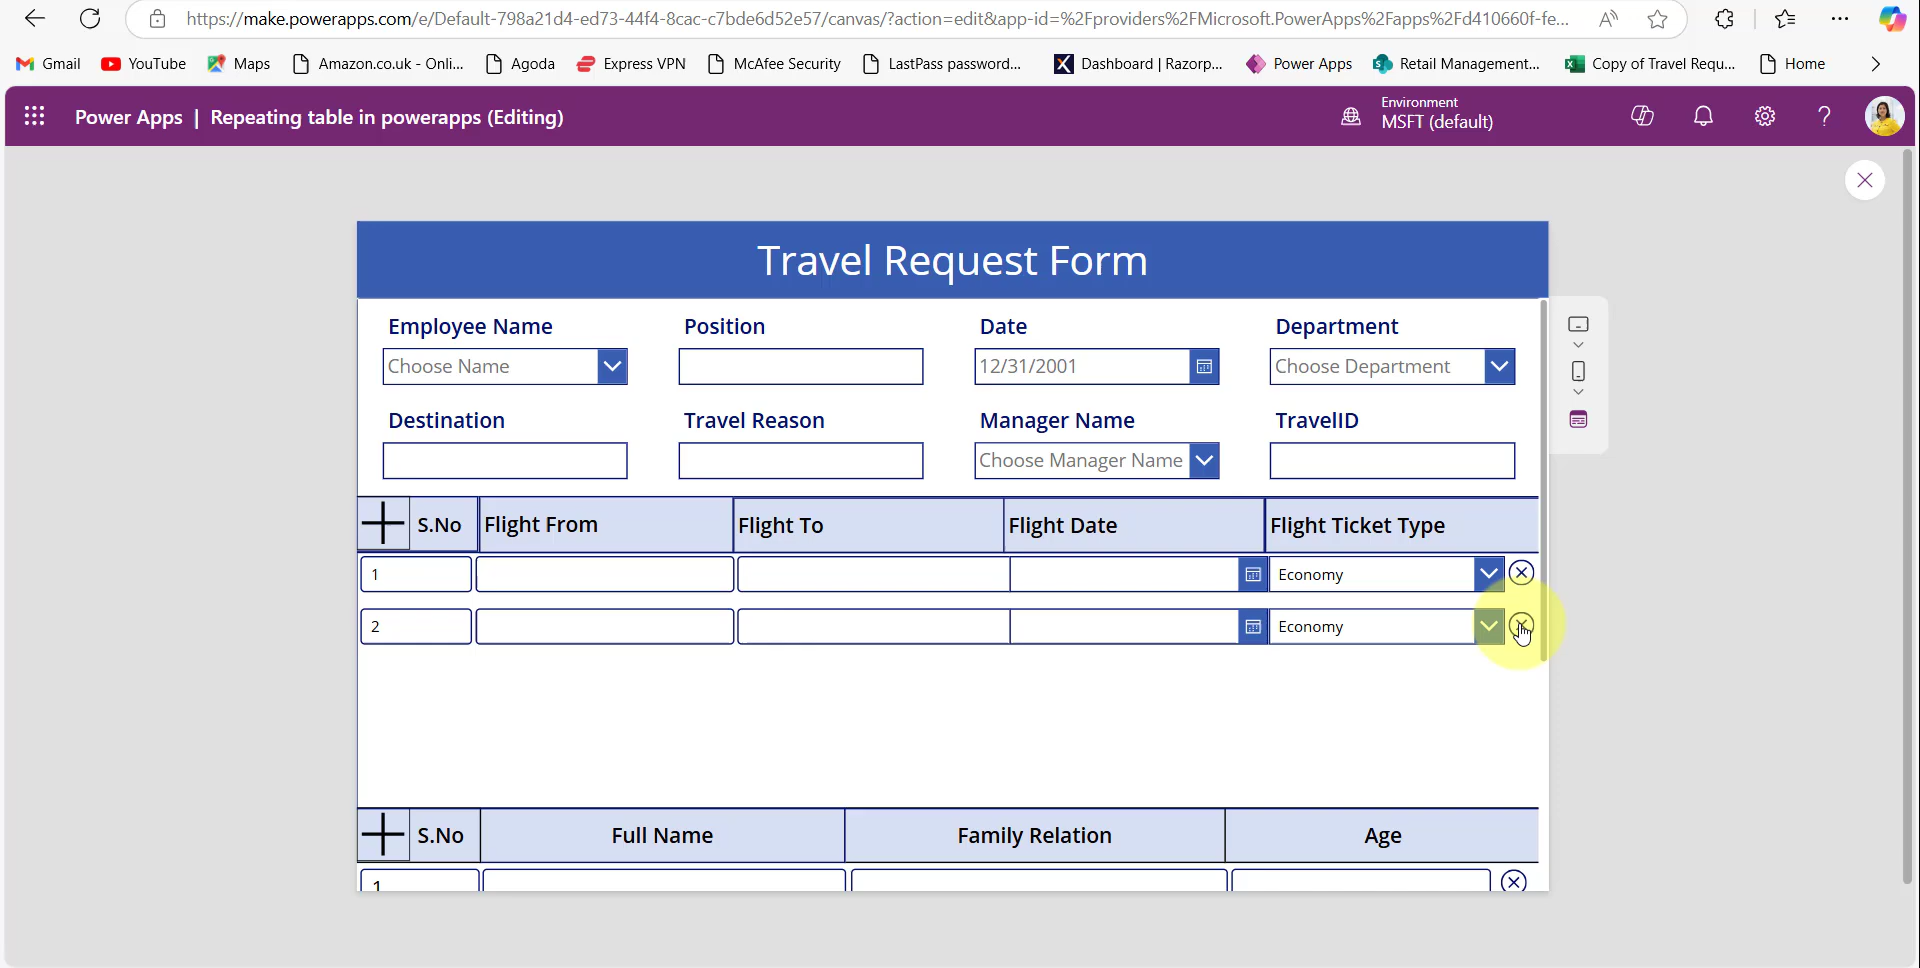 https://make.powerapps.com/e/Default-798a21d4-ed73-44f4-8cac-c7bde6d52e57/canvas/?action=edit&app-id=%2Fproviders%2FMicrosoft.PowerApps%2Fapps%2Fd410660f-fe...
Gmail YouTube Maps Amazon.co.uk - Onli... Agoda Express VPN McAfee Security LastPass password... Dashboard | Razorp... Power Apps Retail Management... Copy of Travel Requ... Home
Power Apps | Repeating table in powerapps (Editing)
Environment
MSFT (default)
Travel Request Form
Employee Name Position Date Department
Choose Name 12/31/2001 Choose Department
Destination Travel Reason Manager Name TravelID
Choose Manager Name
S.No Flight From Flight To Flight Date Flight Ticket Type
1 Economy
2 Economy
S.No Full Name Family Relation Age
1